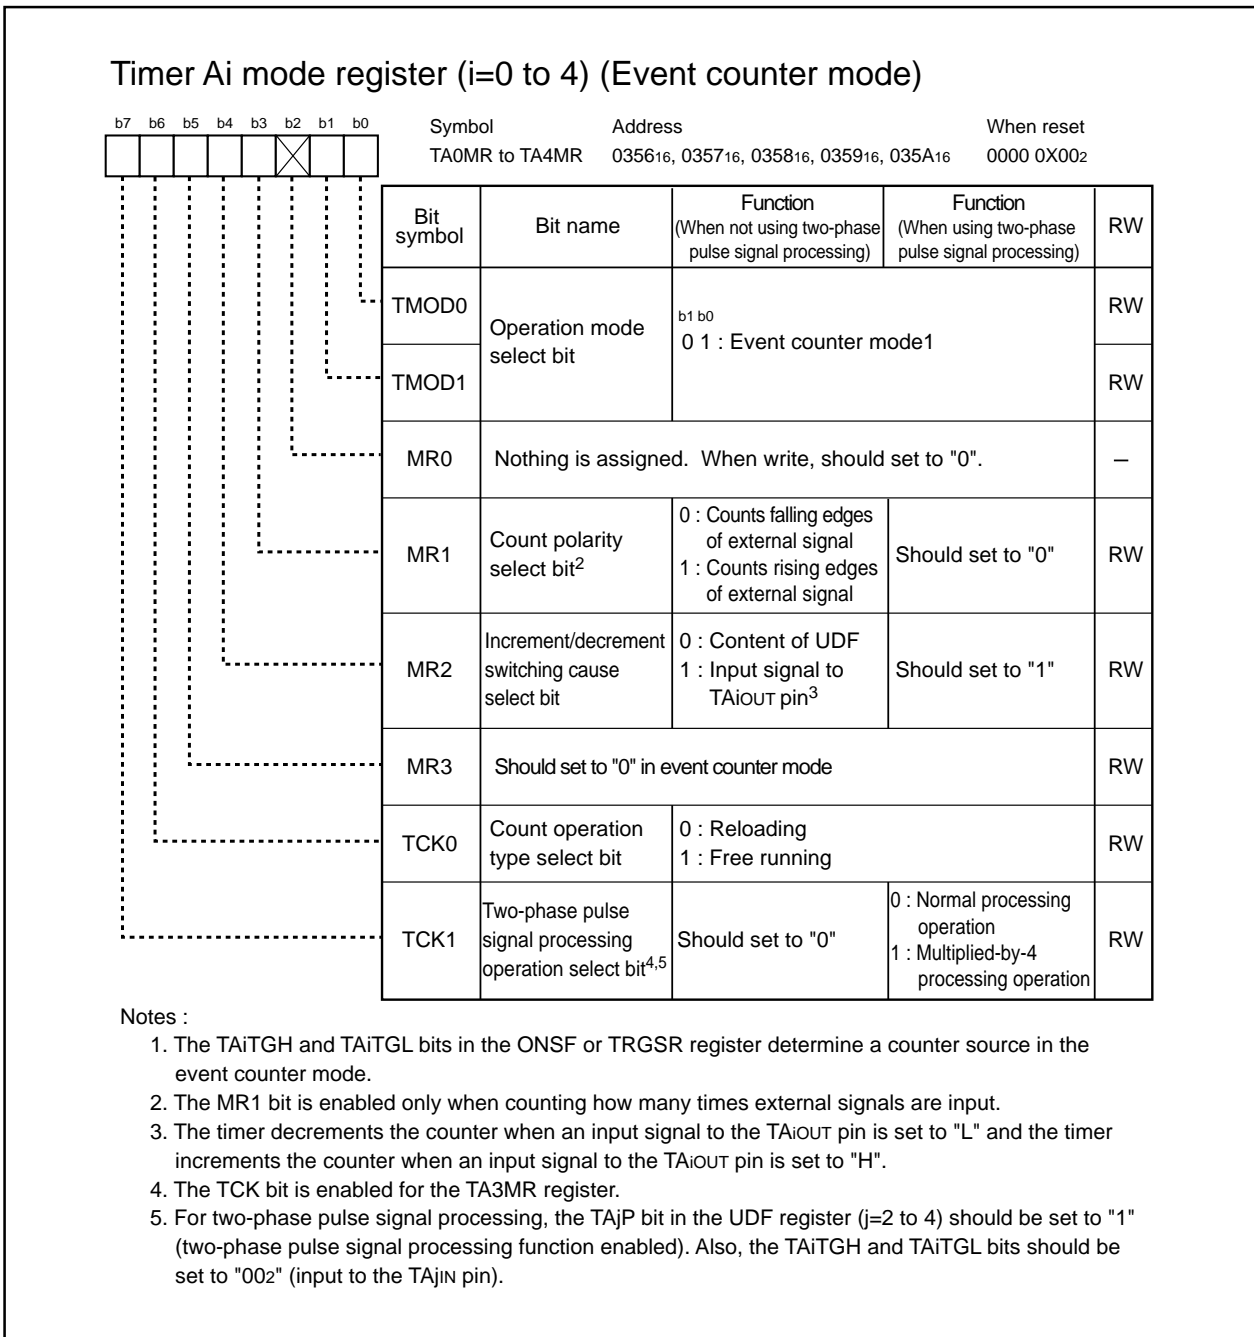 Timer Ai mode register (i=0 to 4) (Event counter mode)
b7 b6 b5 b4 b3 b2 b1 b0
Symbol Address When reset
TA0MR to TA4MR 035616, 035716, 035816, 035916, 035A16 0000 0X002
Bit symbol
Bit name
Function
(When not using two-phase
pulse signal processing)
Function
(When using two-phase
pulse signal processing)
RW
TMOD0
Operation mode
select bit
b1 b0
0 1 : Event counter mode1
RW
TMOD1
RW
MR0
Nothing is assigned. When write, should set to "0".
–
MR1
Count polarity
select bit2
0 : Counts falling edges
of external signal
1 : Counts rising edges
of external signal
Should set to "0"
RW
MR2
Increment/decrement
switching cause
select bit
0 : Content of UDF
1 : Input signal to
TAiOUT pin3
Should set to "1"
RW
MR3
Should set to "0" in event counter mode
RW
TCK0
Count operation
type select bit
0 : Reloading
1 : Free running
RW
TCK1
Two-phase pulse
signal processing
operation select bit4,5
Should set to "0"
0 : Normal processing
operation
1 : Multiplied-by-4
processing operation
RW
Notes :
1. The TAiTGH and TAiTGL bits in the ONSF or TRGSR register determine a counter source in the
event counter mode.
2. The MR1 bit is enabled only when counting how many times external signals are input.
3. The timer decrements the counter when an input signal to the TAiOUT pin is set to "L" and the timer
increments the counter when an input signal to the TAiOUT pin is set to "H".
4. The TCK bit is enabled for the TA3MR register.
5. For two-phase pulse signal processing, the TAjP bit in the UDF register (j=2 to 4) should be set to "1"
(two-phase pulse signal processing function enabled). Also, the TAiTGH and TAiTGL bits should be
set to "002" (input to the TAjIN pin).